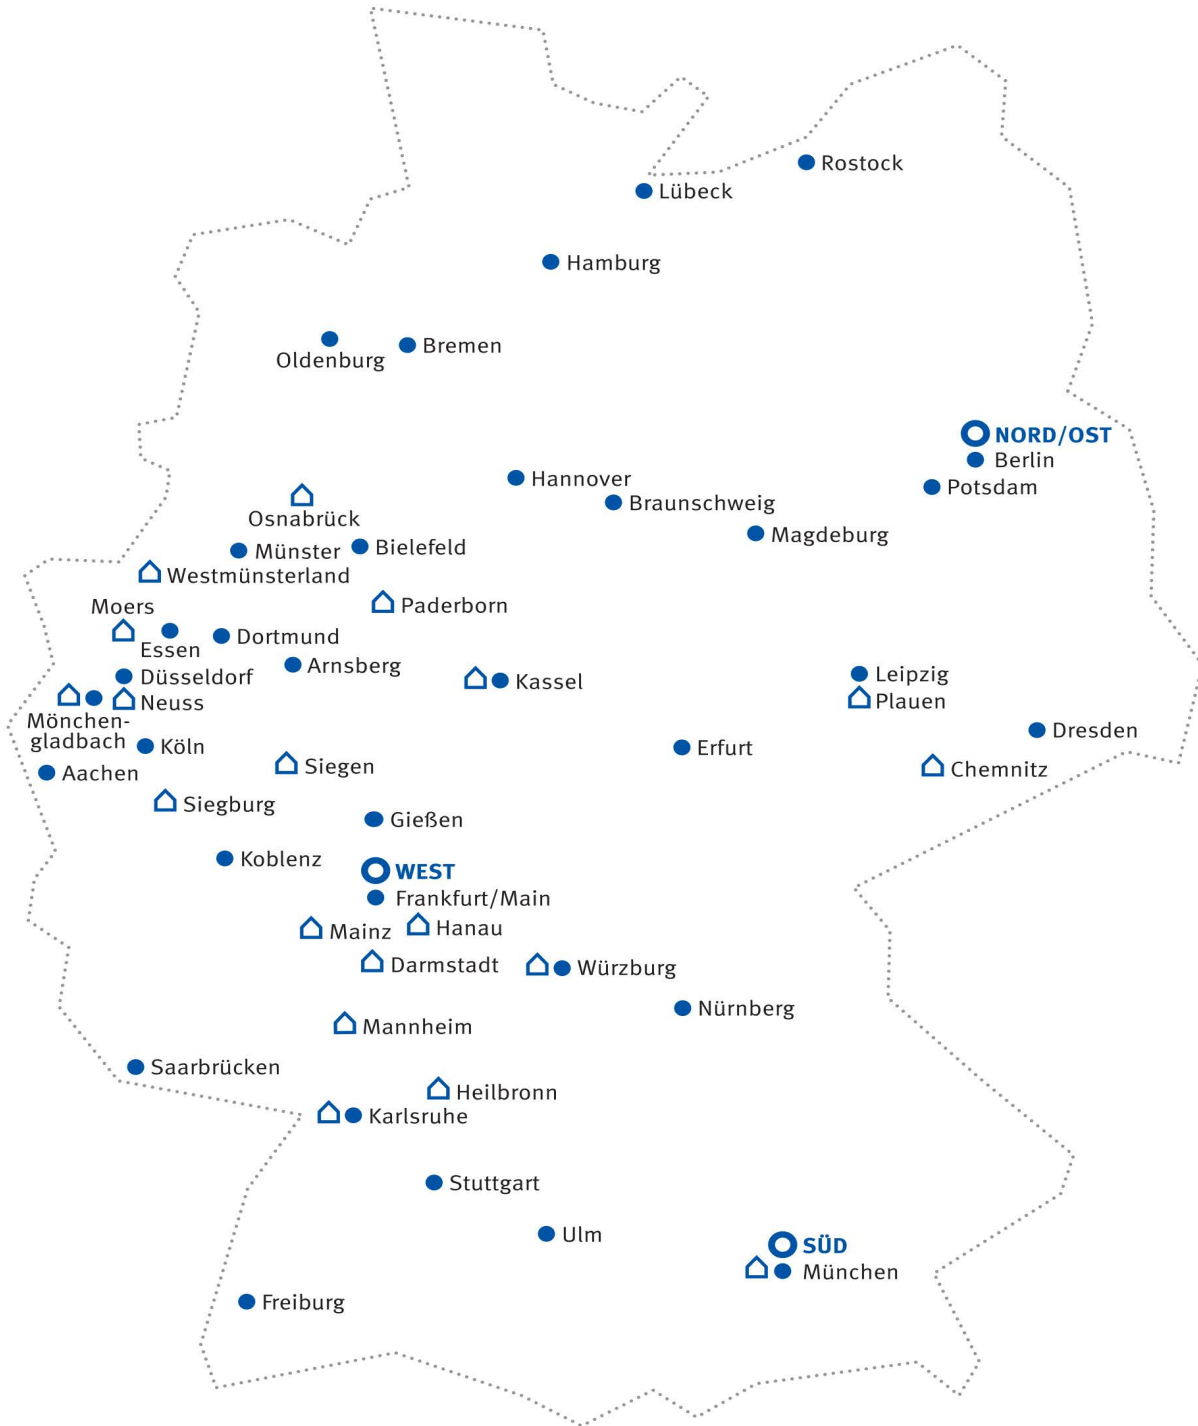 Rostock
Lübeck
Hamburg
Oldenburg
Bremen
NORD/OST
Berlin
Potsdam
Hannover
Braunschweig
Magdeburg
Osnabrück
Münster
Bielefeld
Westmünsterland
Paderborn
Moers
Essen
Dortmund
Arnsberg
Düsseldorf
Kassel
Leipzig
Neuss
Plauen
Mönchen-
gladbach
Köln
Erfurt
Dresden
Aachen
Siegen
Chemnitz
Siegburg
Gießen
Koblenz
WEST
Frankfurt/Main
Mainz
Hanau
Darmstadt
Würzburg
Nürnberg
Mannheim
Saarbrücken
Heilbronn
Karlsruhe
Stuttgart
Ulm
SÜD
München
Freiburg